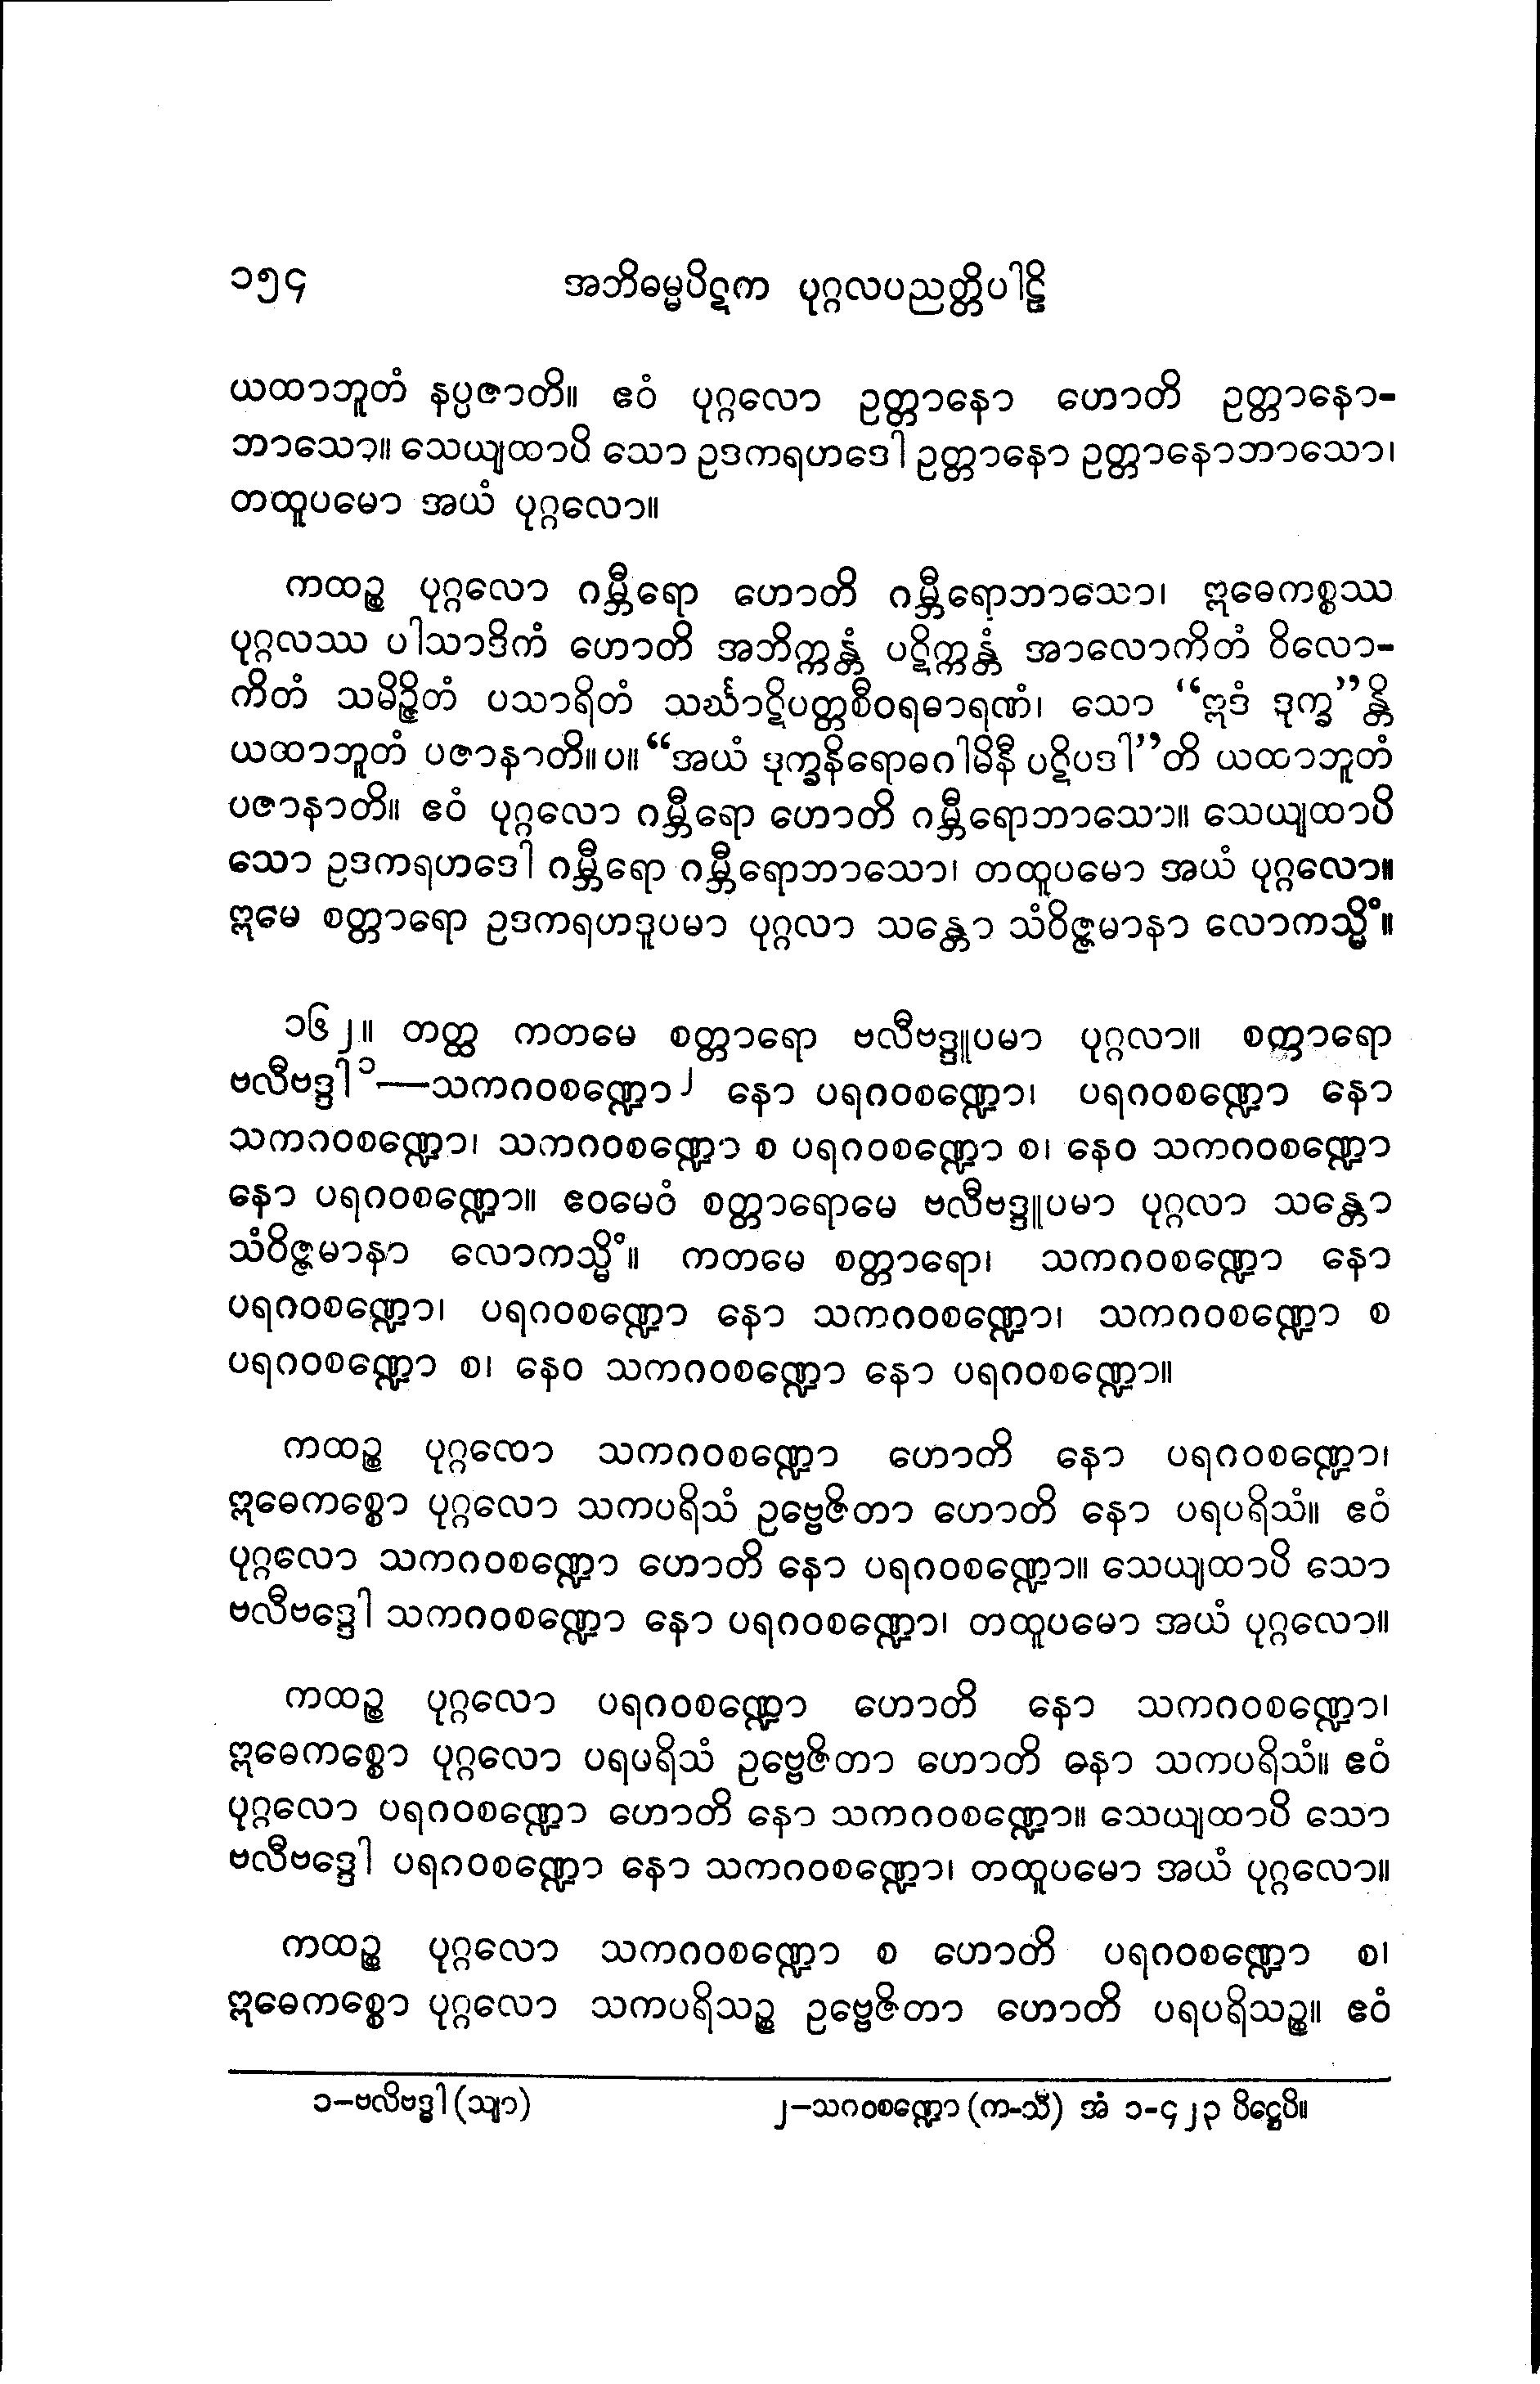 ၁၅၄ အဘိဓမ္မပိဋက ပုဂ္ဂလပညတ္တိပါဠိ
ယထာဘူတံ နပ္ပဇာတိ။ ဧဝံ ပုဂ္ဂလော ဥတ္တာနော ဟောတိ ဥတ္တာနော-
ဘာသော။ သေယျထာပိ သော ဥဒကရဟဒေါ ဥတ္တာနော ဥတ္တာနောဘာသော၊
တထူပမော အယံ ပုဂ္ဂလော။
ကထဉ္စ ပုဂ္ဂလော ဂမ္ဘီရော ဟောတိ ဂမ္ဘီရောဘာသော၊ ဣဓေကစ္စဿ
ပုဂ္ဂလဿ ပါသာဒိကံ ဟောတိ အဘိက္ကန္တံ ပဋိက္ကန္တံ အာလောကိတံ ဝိလော-
ကိတံ သမိဉ္ဇိတံ ပသာရိတံ သင်္ဃာဋိပတ္တစီဝရဓာရဏံ၊ သော “ဣဒံ ဒုက္ခ”န္တိ
ယထာဘူတံ ပဇာနာတိ။ပ။ “အယံ ဒုက္ခနိရောဓဂါမိနီ ပဋိပဒါ”တိ ယထာဘူတံ
ပဇာနာတိ။ ဧဝံ ပုဂ္ဂလော ဂမ္ဘီရော ဟောတိ ဂမ္ဘီရောဘာသော။ သေယျထာပိ
သော ဥဒကရဟဒေါ ဂမ္ဘီရော ဂမ္ဘီရောဘာသော၊ တထူပမော အယံ ပုဂ္ဂလော။
ဣမေ စတ္တာရော ဥဒကရဟဒူပမာ ပုဂ္ဂလာ သန္တော သံဝိဇ္ဇမာနာ လောကသ္မိံ။
၁၆၂။ တတ္ထ ကတမေ စတ္တာရော ဗလီဗဒ္ဒူပမာ ပုဂ္ဂလာ။ စတ္တာရော
ဗလီဗဒ္ဒါ၁—သကဂဝစဏ္ဍော၂ နော ပရဂဝစဏ္ဍော၊ ပရဂဝစဏ္ဍော နော
သကဂဝစဏ္ဍော၊ သကဂဝစဏ္ဍော စ ပရဂဝစဏ္ဍော စ၊ နေဝ သကဂဝစဏ္ဍော
နော ပရဂဝစဏ္ဍော။ ဧဝမေဝံ စတ္တာရောမေ ဗလီဗဒ္ဒူပမာ ပုဂ္ဂလာ သန္တော
သံဝိဇ္ဇမာနာ လောကသ္မိံ။ ကတမေ စတ္တာရော၊ သကဂဝစဏ္ဍော နော
ပရဂဝစဏ္ဍော၊ ပရဂဝစဏ္ဍော နော သကဂဝစဏ္ဍော၊ သကဂဝစဏ္ဍော စ
ပရဂဝစဏ္ဍော စ၊ နေဝ သကဂဝစဏ္ဍော နော ပရဂဝစဏ္ဍော။
ကထဉ္စ ပုဂ္ဂလော သကဂဝစဏ္ဍော ဟောတိ နော ပရဂဝစဏ္ဍော၊
ဣဓေကစ္စော ပုဂ္ဂလော သကပရိသံ ဥဗ္ဗေဇိတာ ဟောတိ နော ပရပရိသံ။ ဧဝံ
ပုဂ္ဂလော သကဂဝစဏ္ဍော ဟောတိ နော ပရဂဝစဏ္ဍော။ သေယျထာပိ သော
ဗလီဗဒ္ဒေါ သကဂဝစဏ္ဍော နော ပရဂဝစဏ္ဍော၊ တထူပမော အယံ ပုဂ္ဂလော။
ကထဉ္စ ပုဂ္ဂလော ပရဂဝစဏ္ဍော ဟောတိ နော သကဂဝစဏ္ဍော၊
ဣဓေကစ္စော ပုဂ္ဂလော ပရပရိသံ ဥဗ္ဗေဇိတာ ဟောတိ နော သကပရိသံ။ ဧဝံ
ပုဂ္ဂလော ပရဂဝစဏ္ဍော ဟောတိ နော သကဂဝစဏ္ဍော။ သေယျထာပိ သော
ဗလီဗဒ္ဒေါ ပရဂဝစဏ္ဍော နော သကဂဝစဏ္ဍော၊ တထူပမော အယံ ပုဂ္ဂလော။
ကထဉ္စ ပုဂ္ဂလော သကဂဝစဏ္ဍော စ ဟောတိ ပရဂဝစဏ္ဍော စ၊
ဣဓေကစ္စော ပုဂ္ဂလော သကပရိသဉ္စ ဥဗ္ဗေဇိတာ ဟောတိ ပရပရိသဉ္စ။ ဧဝံ
၁–ဗလိဗဒ္ဓါ (သျာ) ၂–သဂဝစဏ္ဍော (က-သီ) အံ ၁-၄၂၃ ပိဋ္ဌေပိ။